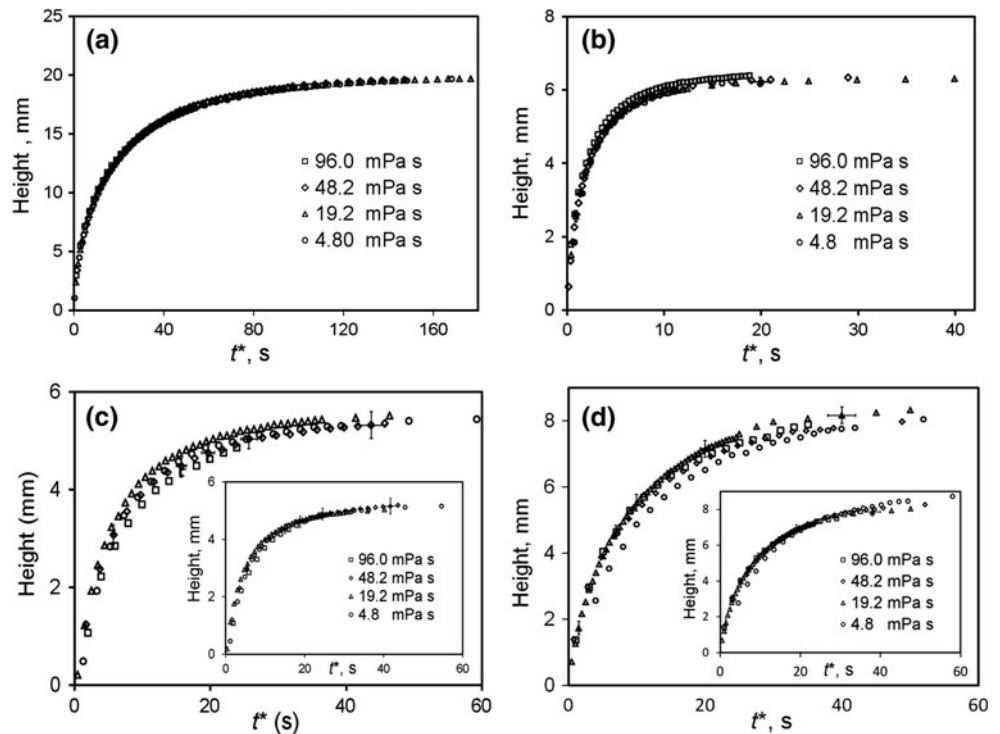 (a)
25
20
15
10
5
0
Height , mm
96.0 mPa s
48.2 mPa s
19.2 mPa s
4.80 mPa s
0 40 80 120 160
t*, s
(b)
8
6
4
2
0
Height, mm
96.0 mPa s
48.2 mPa s
19.2 mPa s
4.8 mPa s
0 10 20 30 40
t*, s
(c)
6
4
2
0
Height (mm)
6
4
2
0
Height, mm
96.0 mPa s
48.2 mPa s
19.2 mPa s
4.8 mPa s
0 20 t*, s 40 60
0 20 40 60
t* (s)
(d)
8
6
4
2
0
Height, mm
8
6
4
2
0
Height, mm
96.0 mPa s
48.2 mPa s
19.2 mPa s
4.8 mPa s
0 20 t*, s 40 60
0 20 40 60
t*, s